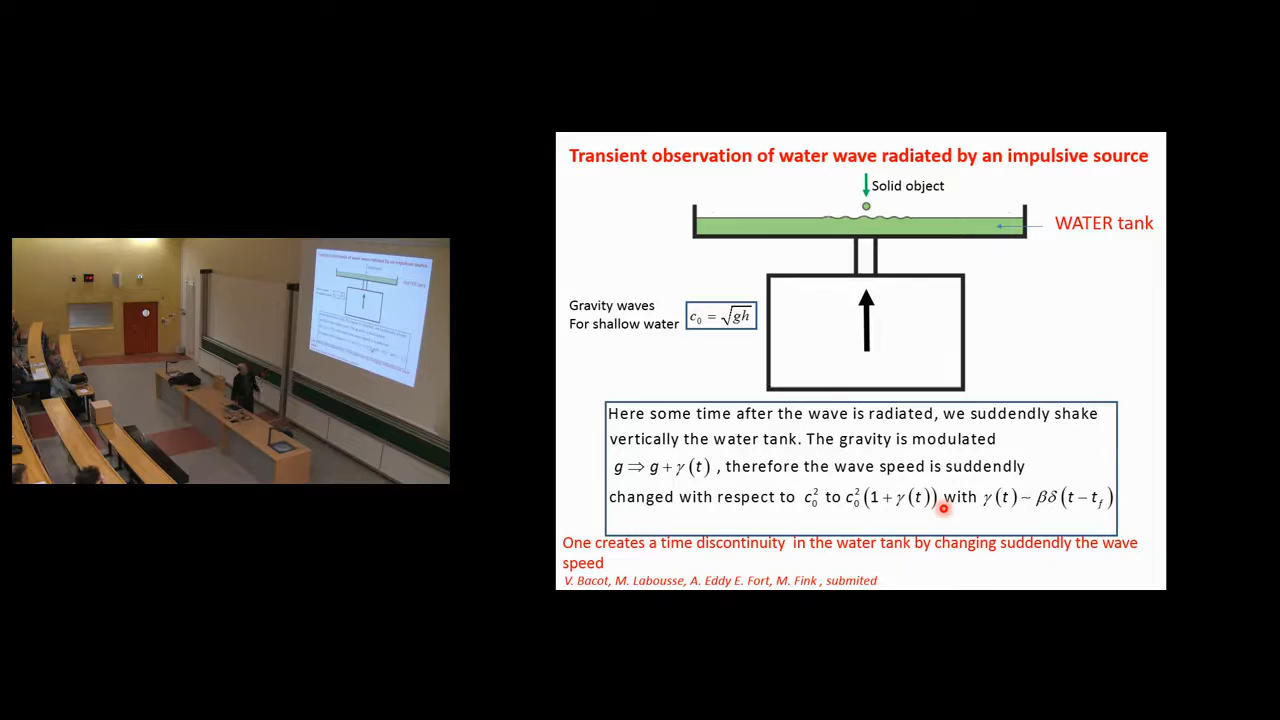 Transient observation of water wave radiated by an impulsive source
Solid object
WATER tank
Gravity waves
For shallow water
c₀ = √gh
Here some time after the wave is radiated, we suddendly shake
vertically the water tank. The gravity is modulated
g ⇒ g + γ(t) , therefore the wave speed is suddendly
changed with respect to c₀² to c₀²(1 + γ(t)) with γ(t) ~ βδ(t − t_f)
One creates a time discontinuity in the water tank by changing suddendly the wave
speed
V. Bacot, M. Labousse, A. Eddy E. Fort, M. Fink , submited